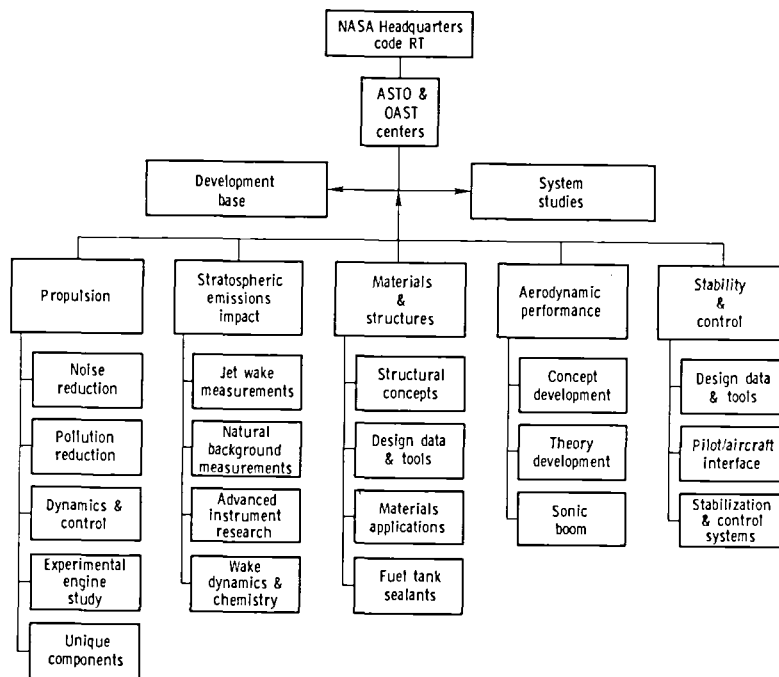 NASA Headquarters
code RT
ASTO &
OAST
centers
Development
base
System
studies
Propulsion
Stratospheric
emissions
impact
Materials
&
structures
Aerodynamic
performance
Stability
&
control
Noise
reduction
Pollution
reduction
Dynamics &
control
Experimental
engine
study
Unique
components
Jet wake
measurements
Natural
background
measurements
Advanced
instrument
research
Wake
dynamics &
chemistry
Structural
concepts
Design data
& tools
Materials
applications
Fuel tank
sealants
Concept
development
Theory
development
Sonic
boom
Design data
& tools
Pilot/aircraft
interface
Stabilization
& control
systems